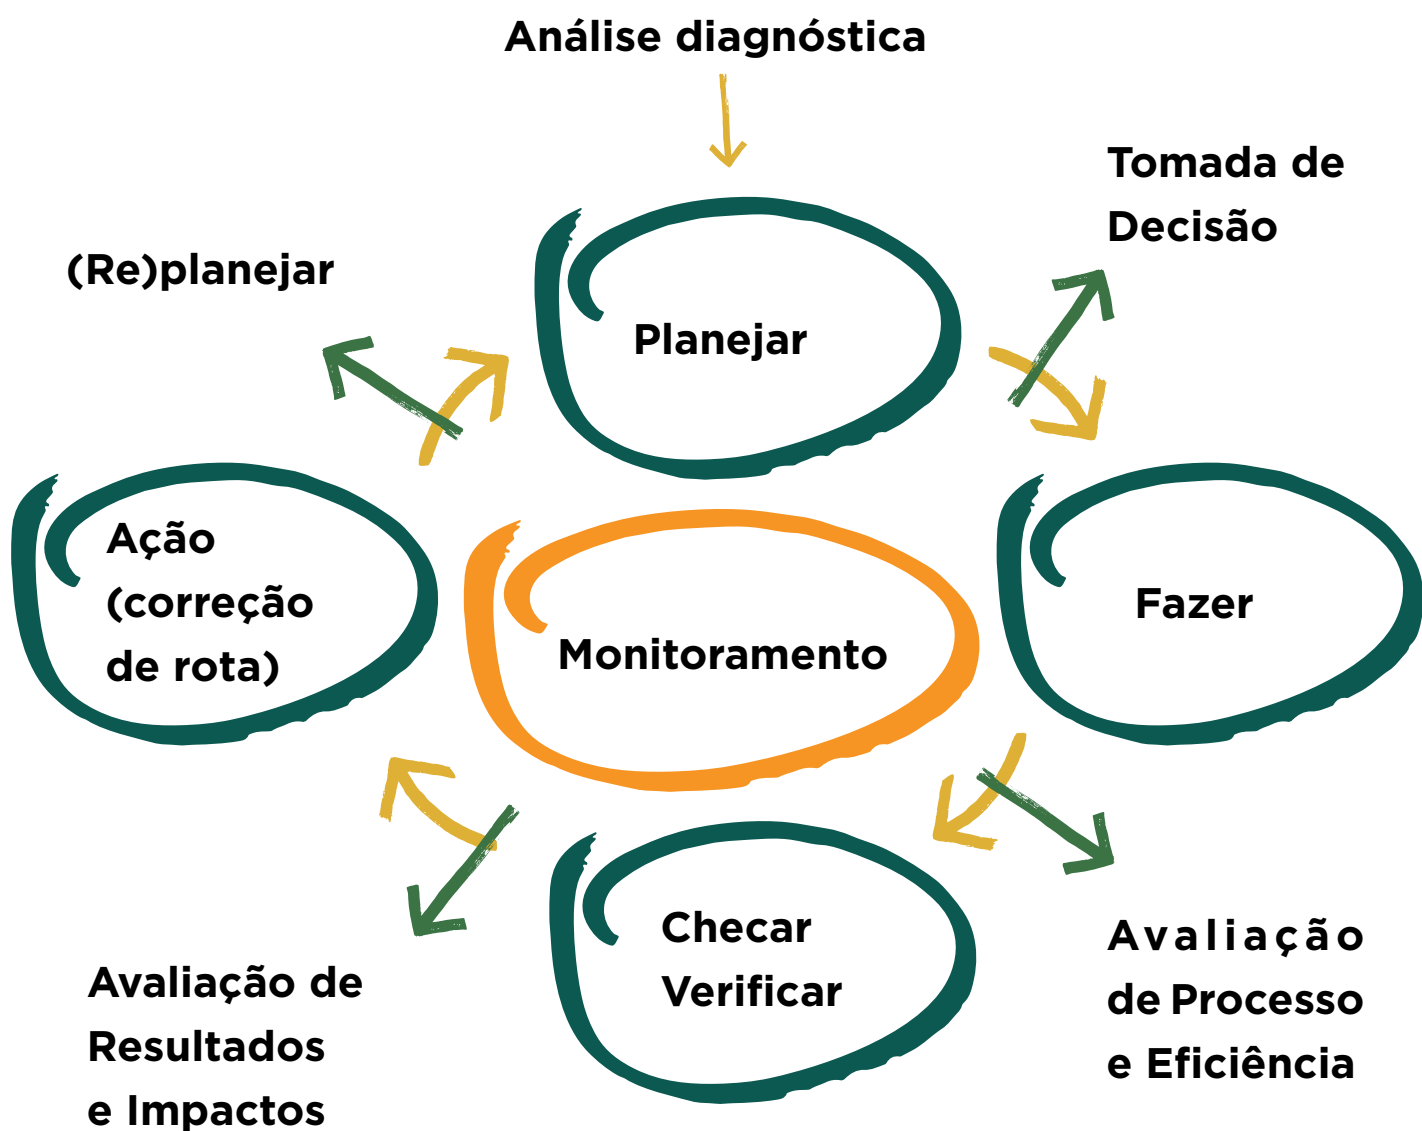 Análise diagnóstica
Tomada de
Decisão
(Re)planejar
Planejar
Ação
(correção
de rota)
Monitoramento
Fazer
Checar
Verificar
Avaliação de
Resultados
e Impactos
Avaliação
de Processo
e Eficiência